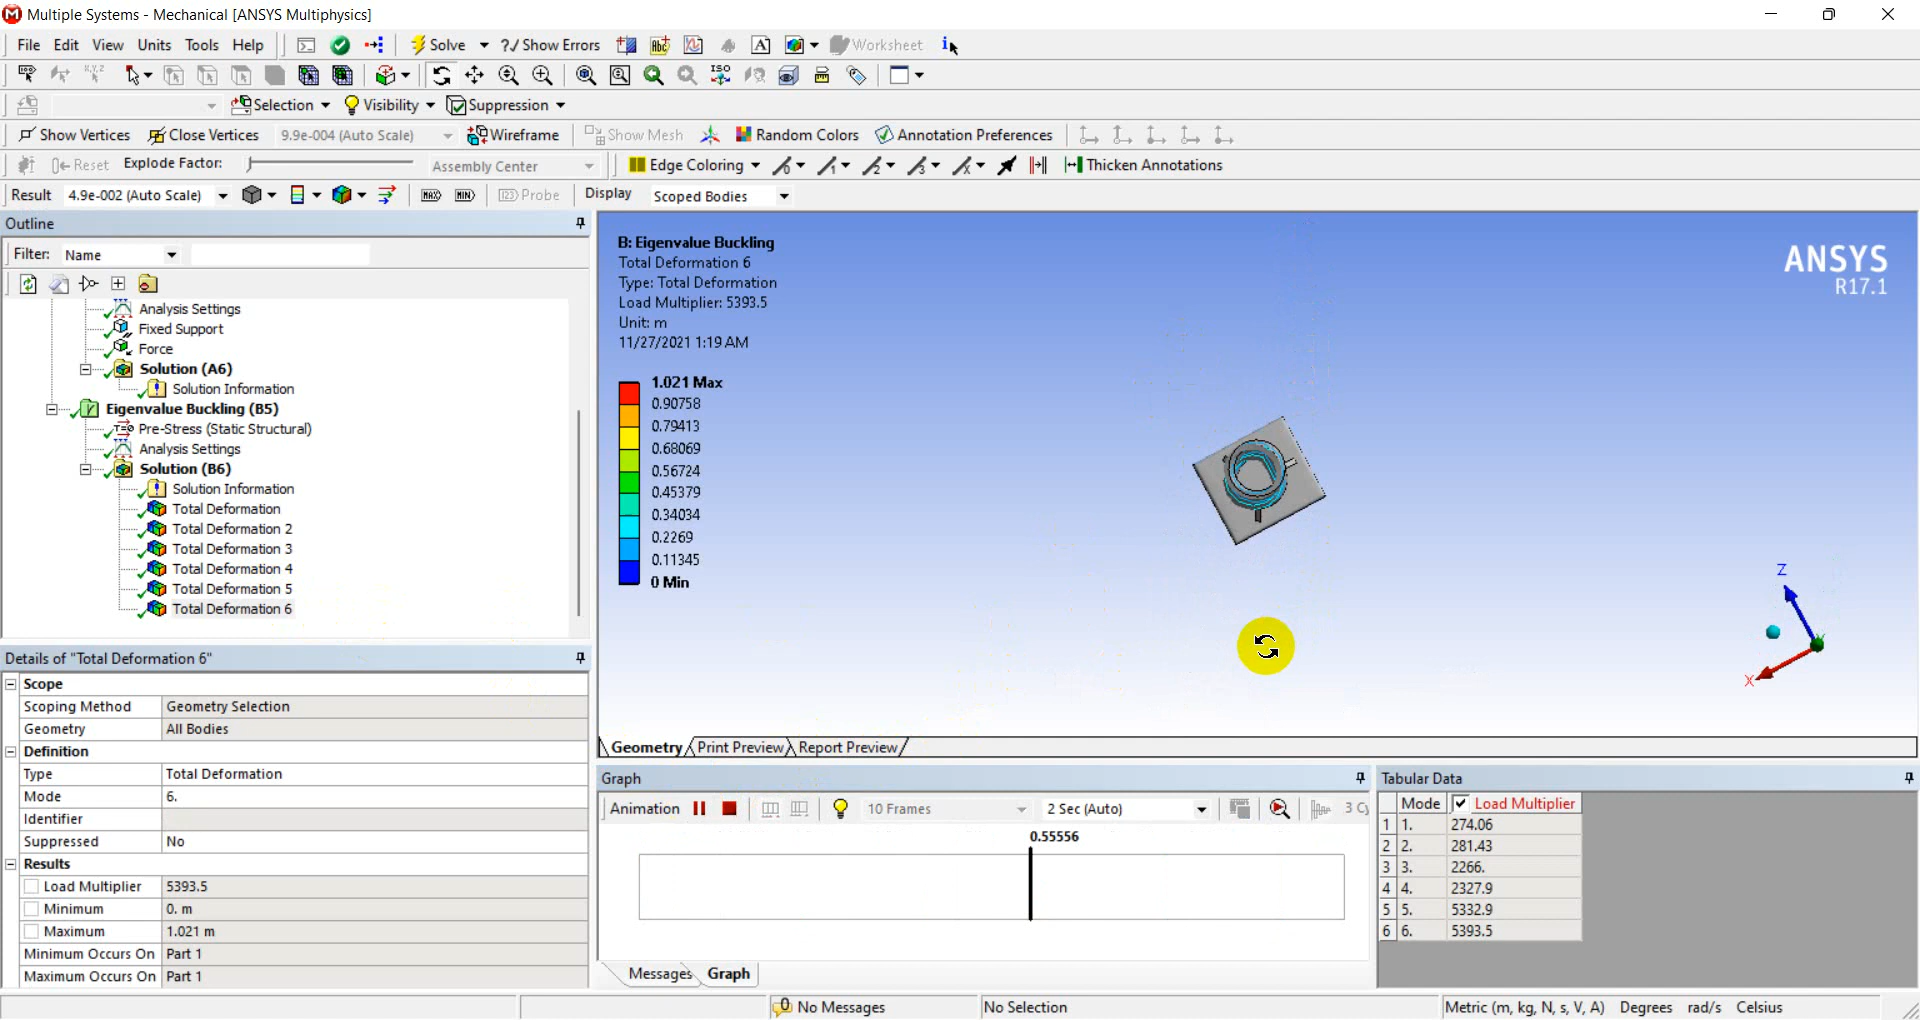 Multiple Systems - Mechanical [ANSYS Multiphysics]
File Edit View Units Tools Help Solve ?✓ Show Errors Worksheet
Selection Visibility Suppression
Show Vertices Close Vertices 9.9e-004 (Auto Scale) Wireframe Show Mesh Random Colors Annotation Preferences
Reset Explode Factor: Assembly Center Edge Coloring Thicken Annotations
Result 4.9e-002 (Auto Scale) MAX MIN Probe Display Scoped Bodies
Outline
Filter: Name
Analysis Settings
Fixed Support
Force
Solution (A6)
Solution Information
Eigenvalue Buckling (B5)
Pre-Stress (Static Structural)
Analysis Settings
Solution (B6)
Solution Information
Total Deformation
Total Deformation 2
Total Deformation 3
Total Deformation 4
Total Deformation 5
Total Deformation 6
Details of "Total Deformation 6"
Scope
Scoping Method Geometry Selection
Geometry All Bodies
Definition
Type Total Deformation
Mode 6.
Identifier
Suppressed No
Results
Load Multiplier 5393.5
Minimum 0. m
Maximum 1.021 m
Minimum Occurs On Part 1
Maximum Occurs On Part 1
B: Eigenvalue Buckling
Total Deformation 6
Type: Total Deformation
Load Multiplier: 5393.5
Unit: m
11/27/2021 1:19 AM
1.021 Max
0.90758
0.79413
0.68069
0.56724
0.45379
0.34034
0.2269
0.11345
0 Min
ANSYS
R17.1
Z
X
Geometry Print Preview Report Preview
Graph
Animation 10 Frames 2 Sec (Auto) 3 Cy
0.55556
Messages Graph
Tabular Data
Mode Load Multiplier
1 1. 274.06
2 2. 281.43
3 3. 2266.
4 4. 2327.9
5 5. 5332.9
6 6. 5393.5
No Messages No Selection Metric (m, kg, N, s, V, A) Degrees rad/s Celsius